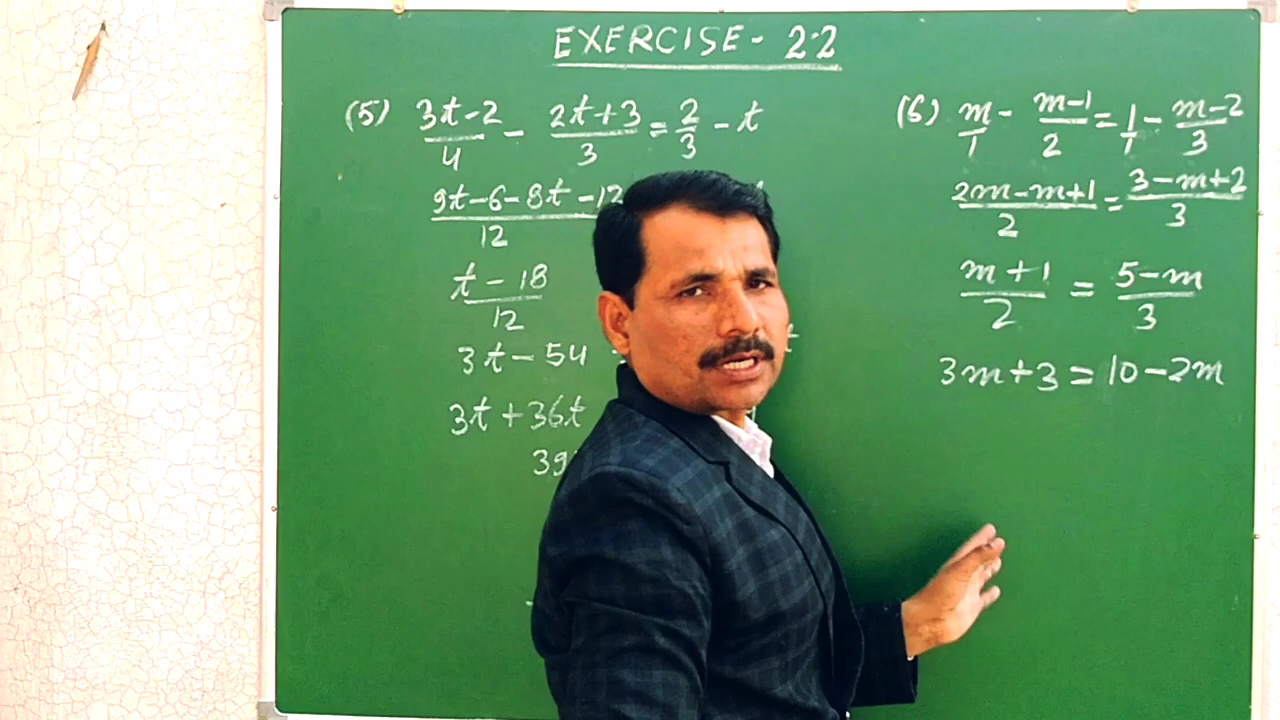 EXERCISE - 2.2
(5) 3t-2/4 - 2t+3/3 = 2/3 - t
9t-6-8t-12/12
t-18/12
3t-54
3t+36t
39
(6) m/1 - m-1/2 = 1/1 - m-2/3
2m-m+1/2 = 3-m+2/3
m+1/2 = 5-m/3
3m+3 = 10-2m